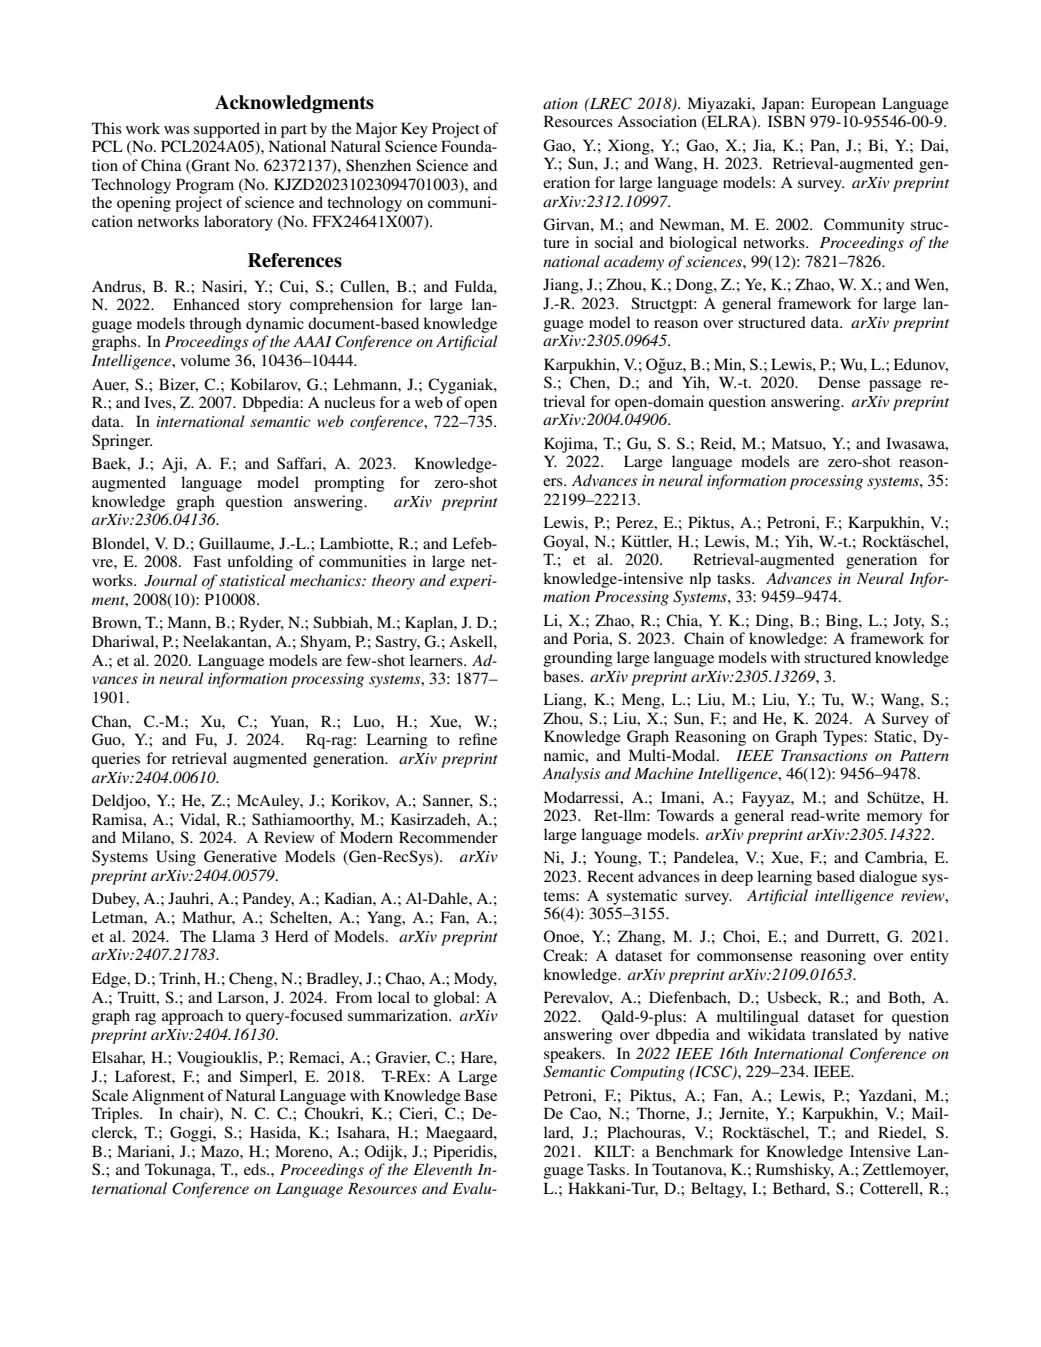 Acknowledgments
This work was supported in part by the Major Key Project of
PCL (No. PCL2024A05), National Natural Science Founda-
tion of China (Grant No. 62372137), Shenzhen Science and
Technology Program (No. KJZD20231023094701003), and
the opening project of science and technology on communi-
cation networks laboratory (No. FFX24641X007).
References
Andrus, B. R.; Nasiri, Y.; Cui, S.; Cullen, B.; and Fulda,
N. 2022. Enhanced story comprehension for large lan-
guage models through dynamic document-based knowledge
graphs. In Proceedings of the AAAI Conference on Artificial
Intelligence, volume 36, 10436–10444.
Auer, S.; Bizer, C.; Kobilarov, G.; Lehmann, J.; Cyganiak,
R.; and Ives, Z. 2007. Dbpedia: A nucleus for a web of open
data. In international semantic web conference, 722–735.
Springer.
Baek, J.; Aji, A. F.; and Saffari, A. 2023. Knowledge-
augmented language model prompting for zero-shot
knowledge graph question answering. arXiv preprint
arXiv:2306.04136.
Blondel, V. D.; Guillaume, J.-L.; Lambiotte, R.; and Lefeb-
vre, E. 2008. Fast unfolding of communities in large net-
works. Journal of statistical mechanics: theory and experi-
ment, 2008(10): P10008.
Brown, T.; Mann, B.; Ryder, N.; Subbiah, M.; Kaplan, J. D.;
Dhariwal, P.; Neelakantan, A.; Shyam, P.; Sastry, G.; Askell,
A.; et al. 2020. Language models are few-shot learners. Ad-
vances in neural information processing systems, 33: 1877–
1901.
Chan, C.-M.; Xu, C.; Yuan, R.; Luo, H.; Xue, W.;
Guo, Y.; and Fu, J. 2024. Rq-rag: Learning to refine
queries for retrieval augmented generation. arXiv preprint
arXiv:2404.00610.
Deldjoo, Y.; He, Z.; McAuley, J.; Korikov, A.; Sanner, S.;
Ramisa, A.; Vidal, R.; Sathiamoorthy, M.; Kasirzadeh, A.;
and Milano, S. 2024. A Review of Modern Recommender
Systems Using Generative Models (Gen-RecSys). arXiv
preprint arXiv:2404.00579.
Dubey, A.; Jauhri, A.; Pandey, A.; Kadian, A.; Al-Dahle, A.;
Letman, A.; Mathur, A.; Schelten, A.; Yang, A.; Fan, A.;
et al. 2024. The Llama 3 Herd of Models. arXiv preprint
arXiv:2407.21783.
Edge, D.; Trinh, H.; Cheng, N.; Bradley, J.; Chao, A.; Mody,
A.; Truitt, S.; and Larson, J. 2024. From local to global: A
graph rag approach to query-focused summarization. arXiv
preprint arXiv:2404.16130.
Elsahar, H.; Vougiouklis, P.; Remaci, A.; Gravier, C.; Hare,
J.; Laforest, F.; and Simperl, E. 2018. T-REx: A Large
Scale Alignment of Natural Language with Knowledge Base
Triples. In chair), N. C. C.; Choukri, K.; Cieri, C.; De-
clerck, T.; Goggi, S.; Hasida, K.; Isahara, H.; Maegaard,
B.; Mariani, J.; Mazo, H.; Moreno, A.; Odijk, J.; Piperidis,
S.; and Tokunaga, T., eds., Proceedings of the Eleventh In-
ternational Conference on Language Resources and Evalu-
ation (LREC 2018). Miyazaki, Japan: European Language
Resources Association (ELRA). ISBN 979-10-95546-00-9.
Gao, Y.; Xiong, Y.; Gao, X.; Jia, K.; Pan, J.; Bi, Y.; Dai,
Y.; Sun, J.; and Wang, H. 2023. Retrieval-augmented gen-
eration for large language models: A survey. arXiv preprint
arXiv:2312.10997.
Girvan, M.; and Newman, M. E. 2002. Community struc-
ture in social and biological networks. Proceedings of the
national academy of sciences, 99(12): 7821–7826.
Jiang, J.; Zhou, K.; Dong, Z.; Ye, K.; Zhao, W. X.; and Wen,
J.-R. 2023. Structgpt: A general framework for large lan-
guage model to reason over structured data. arXiv preprint
arXiv:2305.09645.
Karpukhin, V.; Oğuz, B.; Min, S.; Lewis, P.; Wu, L.; Edunov,
S.; Chen, D.; and Yih, W.-t. 2020. Dense passage re-
trieval for open-domain question answering. arXiv preprint
arXiv:2004.04906.
Kojima, T.; Gu, S. S.; Reid, M.; Matsuo, Y.; and Iwasawa,
Y. 2022. Large language models are zero-shot reason-
ers. Advances in neural information processing systems, 35:
22199–22213.
Lewis, P.; Perez, E.; Piktus, A.; Petroni, F.; Karpukhin, V.;
Goyal, N.; Küttler, H.; Lewis, M.; Yih, W.-t.; Rocktäschel,
T.; et al. 2020. Retrieval-augmented generation for
knowledge-intensive nlp tasks. Advances in Neural Infor-
mation Processing Systems, 33: 9459–9474.
Li, X.; Zhao, R.; Chia, Y. K.; Ding, B.; Bing, L.; Joty, S.;
and Poria, S. 2023. Chain of knowledge: A framework for
grounding large language models with structured knowledge
bases. arXiv preprint arXiv:2305.13269, 3.
Liang, K.; Meng, L.; Liu, M.; Liu, Y.; Tu, W.; Wang, S.;
Zhou, S.; Liu, X.; Sun, F.; and He, K. 2024. A Survey of
Knowledge Graph Reasoning on Graph Types: Static, Dy-
namic, and Multi-Modal. IEEE Transactions on Pattern
Analysis and Machine Intelligence, 46(12): 9456–9478.
Modarressi, A.; Imani, A.; Fayyaz, M.; and Schütze, H.
2023. Ret-llm: Towards a general read-write memory for
large language models. arXiv preprint arXiv:2305.14322.
Ni, J.; Young, T.; Pandelea, V.; Xue, F.; and Cambria, E.
2023. Recent advances in deep learning based dialogue sys-
tems: A systematic survey. Artificial intelligence review,
56(4): 3055–3155.
Onoe, Y.; Zhang, M. J.; Choi, E.; and Durrett, G. 2021.
Creak: A dataset for commonsense reasoning over entity
knowledge. arXiv preprint arXiv:2109.01653.
Perevalov, A.; Diefenbach, D.; Usbeck, R.; and Both, A.
2022. Qald-9-plus: A multilingual dataset for question
answering over dbpedia and wikidata translated by native
speakers. In 2022 IEEE 16th International Conference on
Semantic Computing (ICSC), 229–234. IEEE.
Petroni, F.; Piktus, A.; Fan, A.; Lewis, P.; Yazdani, M.;
De Cao, N.; Thorne, J.; Jernite, Y.; Karpukhin, V.; Mail-
lard, J.; Plachouras, V.; Rocktäschel, T.; and Riedel, S.
2021. KILT: a Benchmark for Knowledge Intensive Lan-
guage Tasks. In Toutanova, K.; Rumshisky, A.; Zettlemoyer,
L.; Hakkani-Tur, D.; Beltagy, I.; Bethard, S.; Cotterell, R.;